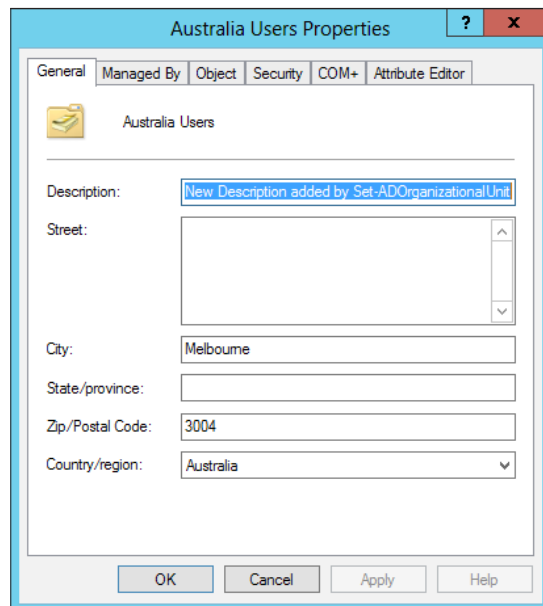 Australia Users Properties
? x
General Managed By Object Security COM+ Attribute Editor
Australia Users
Description: New Description added by Set-ADOrganizationalUnit
Street:
City: Melbourne
State/province:
Zip/Postal Code: 3004
Country/region: Australia
OK Cancel Apply Help